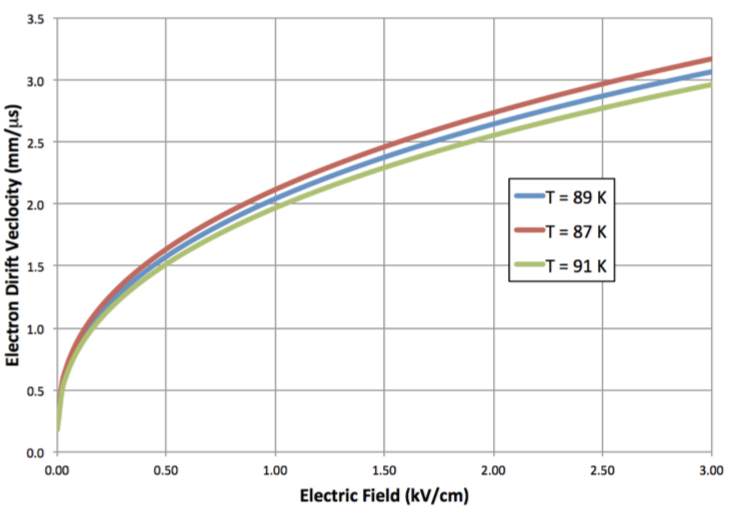 3.5
3.0
2.5
2.0
1.5
1.0
0.5
0.0
Electron Dirift Veclocity (mm/µs)
T = 89 K
T = 87 K
T = 91 K
0.00 0.50 1.00 1.50 2.00 2.50 3.00
Electric Field (kV/cm)